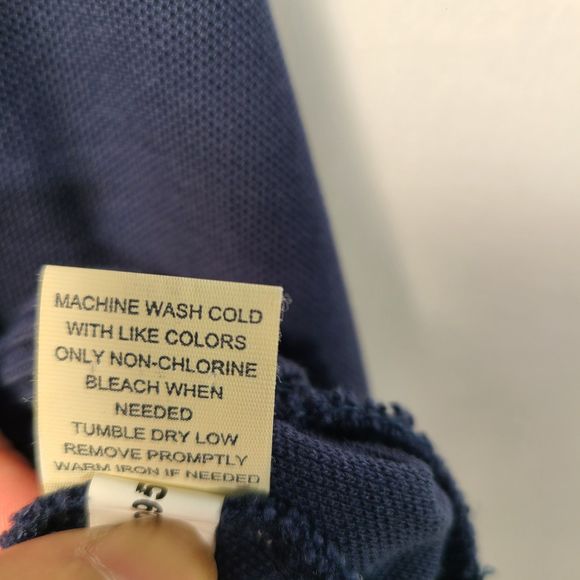 MACHINE WASH COLD
WITH LIKE COLORS
ONLY NON-CHLORINE
BLEACH WHEN
NEEDED
TUMBLE DRY LOW
REMOVE PROMPTLY
WARM IRON IF NEEDED